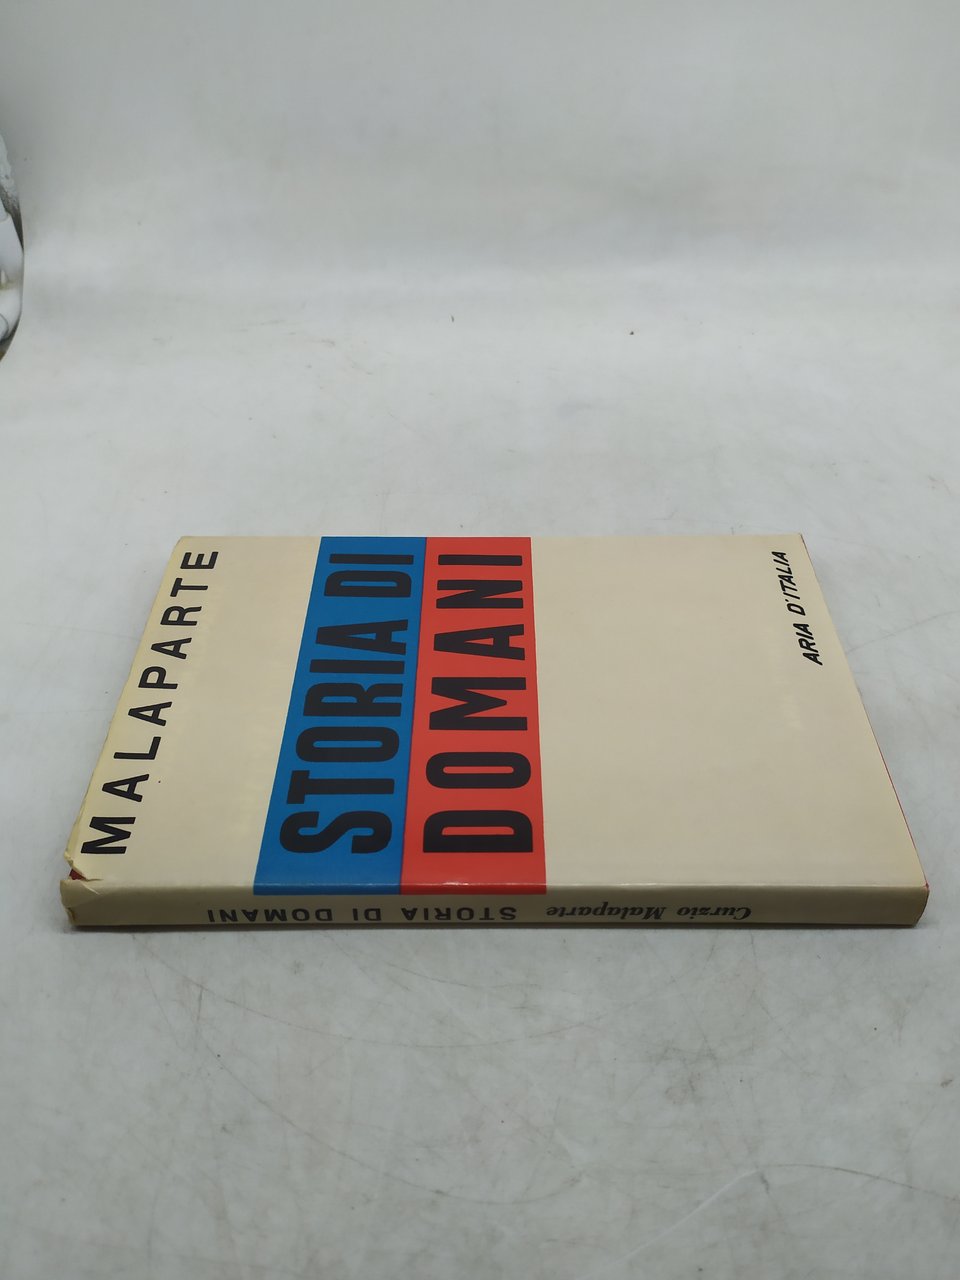 MALAPARTE
STORIA DI
DOMANI
ARIA D'ITALIA
Curzio Malaparte STORIA DI DOMANI